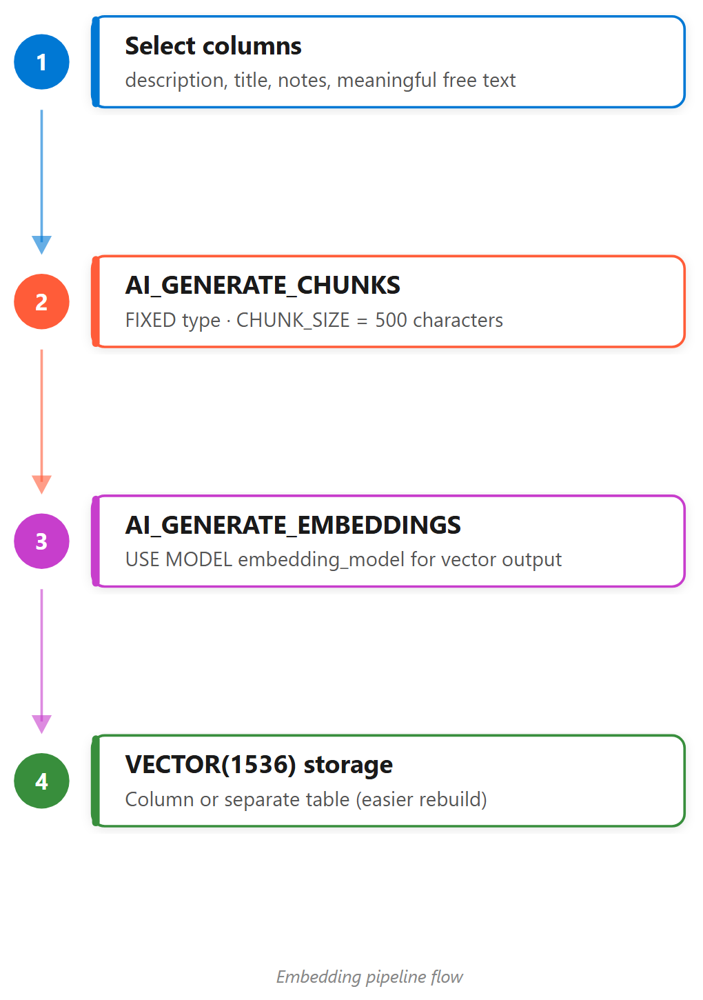 1
Select columns
description, title, notes, meaningful free text
2
AI_GENERATE_CHUNKS
FIXED type · CHUNK_SIZE = 500 characters
3
AI_GENERATE_EMBEDDINGS
USE MODEL embedding_model for vector output
4
VECTOR(1536) storage
Column or separate table (easier rebuild)
Embedding pipeline flow